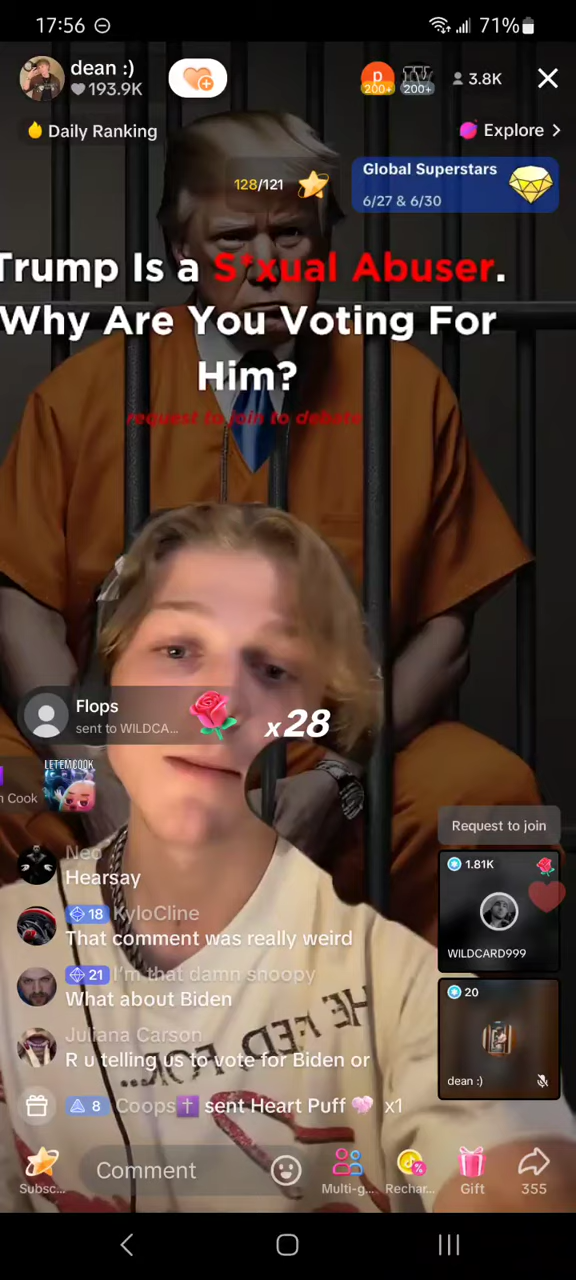 17:56
71%
dean :)
193.9K
200+
200+
3.8K
Daily Ranking
Explore >
128/121
Global Superstars
6/27 & 6/30
Trump Is a S*xual Abuser.
Why Are You Voting For
Him?
request to join to debate
Flops
sent to WILDCA...
x28
LETEMCOOK
n Cook
Request to join
Neo
Hearsay
1.81K
WILDCARD999
18 KyloCline
That comment was really weird
21 I'm that damn snoopy
What about Biden
20
Juliana Carson
R u telling us to vote for Biden or
dean :)
8 Coops✝️ sent Heart Puff x1
Subsc...
Comment
Multi-g...
Rechar...
Gift
355